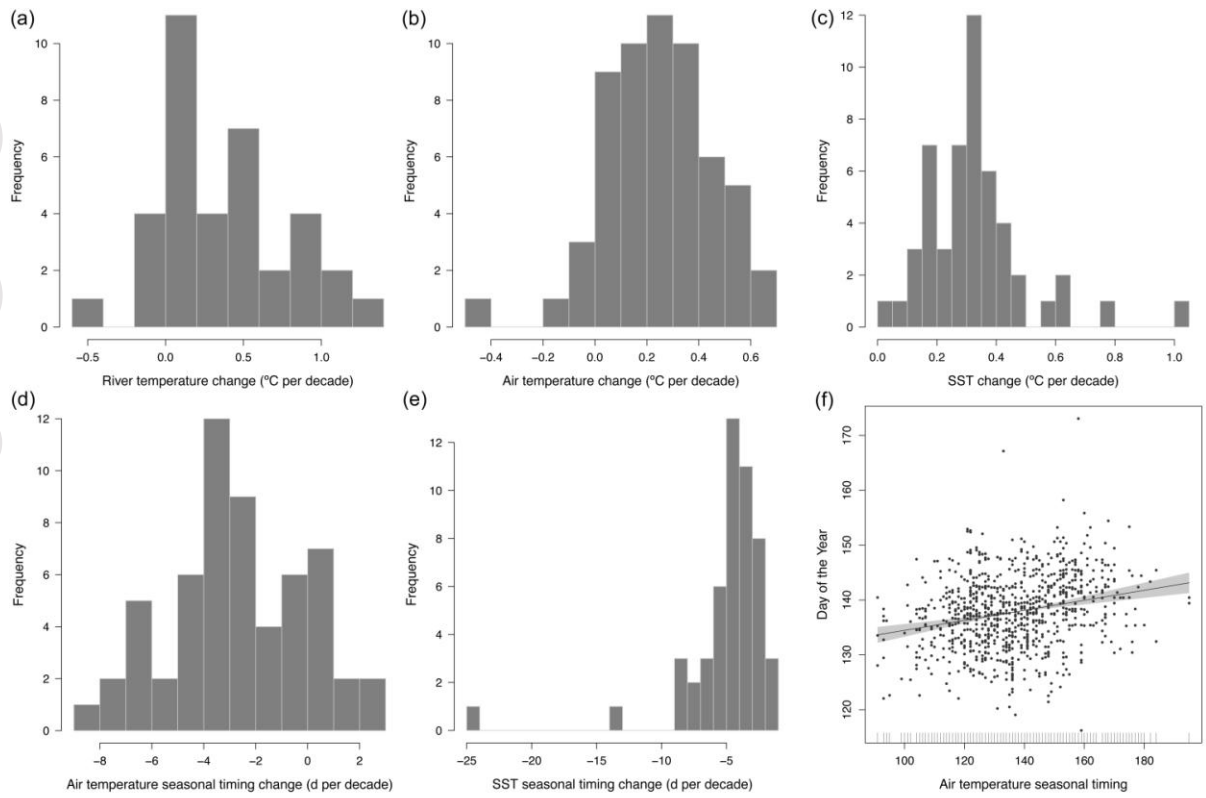 (a)
10
8
6
4
2
0
Frequency
−0.5 0.0 0.5 1.0
River temperature change (ºC per decade)
(b)
10
8
6
4
2
0
Frequency
−0.4 −0.2 0.0 0.2 0.4 0.6
Air temperature change (ºC per decade)
(c)
12
10
8
6
4
2
0
Frequency
0.0 0.2 0.4 0.6 0.8 1.0
SST change (ºC per decade)
(d)
12
10
8
6
4
2
0
Frequency
−8 −6 −4 −2 0 2
Air temperature seasonal timing change (d per decade)
(e)
12
10
8
6
4
2
0
Frequency
−25 −20 −15 −10 −5
SST seasonal timing change (d per decade)
(f)
170
160
150
140
130
120
Day of the Year
100 120 140 160 180
Air temperature seasonal timing